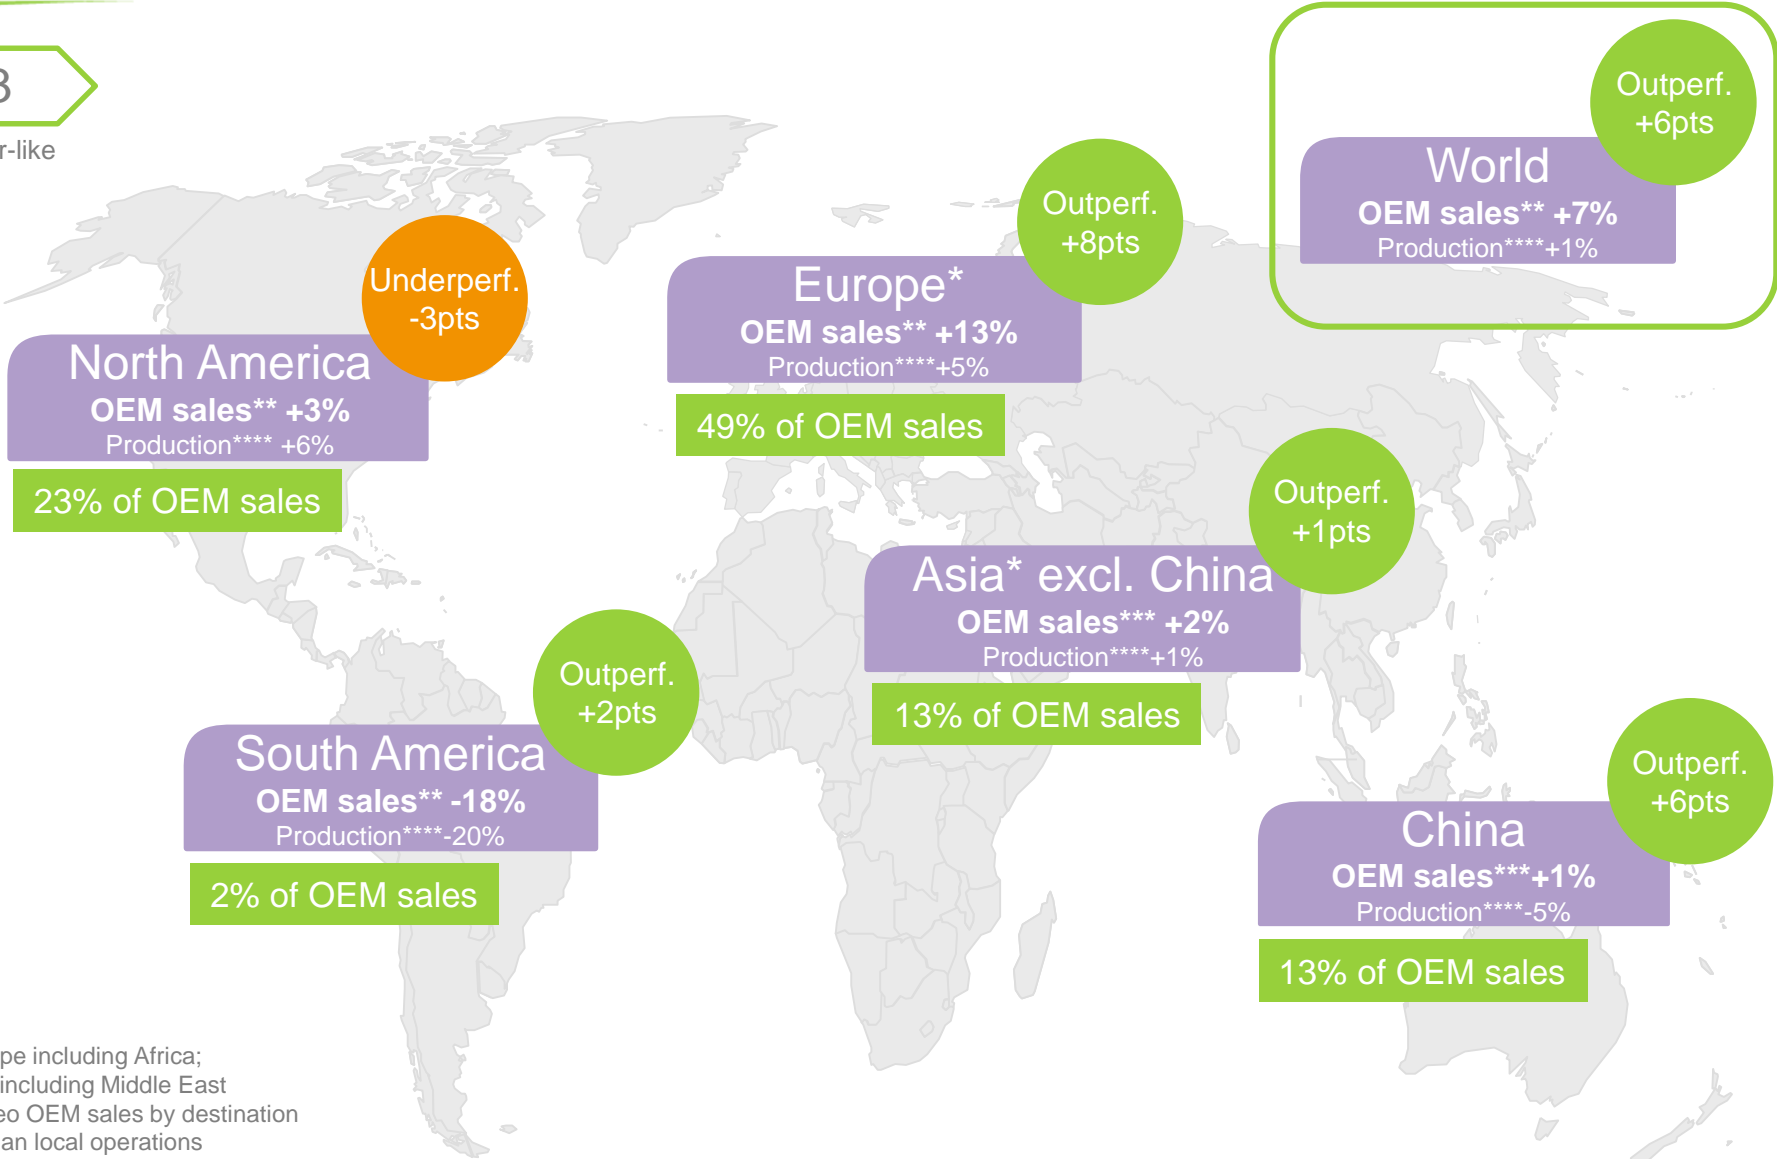 3
r-like
Outperf.
+6pts
World
OEM sales** +7%
Production****+1%
Outperf.
+8pts
Europe*
OEM sales** +13%
Production****+5%
49% of OEM sales
Underperf.
-3pts
North America
OEM sales** +3%
Production**** +6%
23% of OEM sales
Outperf.
+1pts
Asia* excl. China
OEM sales*** +2%
Production****+1%
13% of OEM sales
Outperf.
+2pts
South America
OEM sales** -18%
Production****-20%
2% of OEM sales
Outperf.
+6pts
China
OEM sales***+1%
Production****-5%
13% of OEM sales
pe including Africa;
including Middle East
eo OEM sales by destination
an local operations